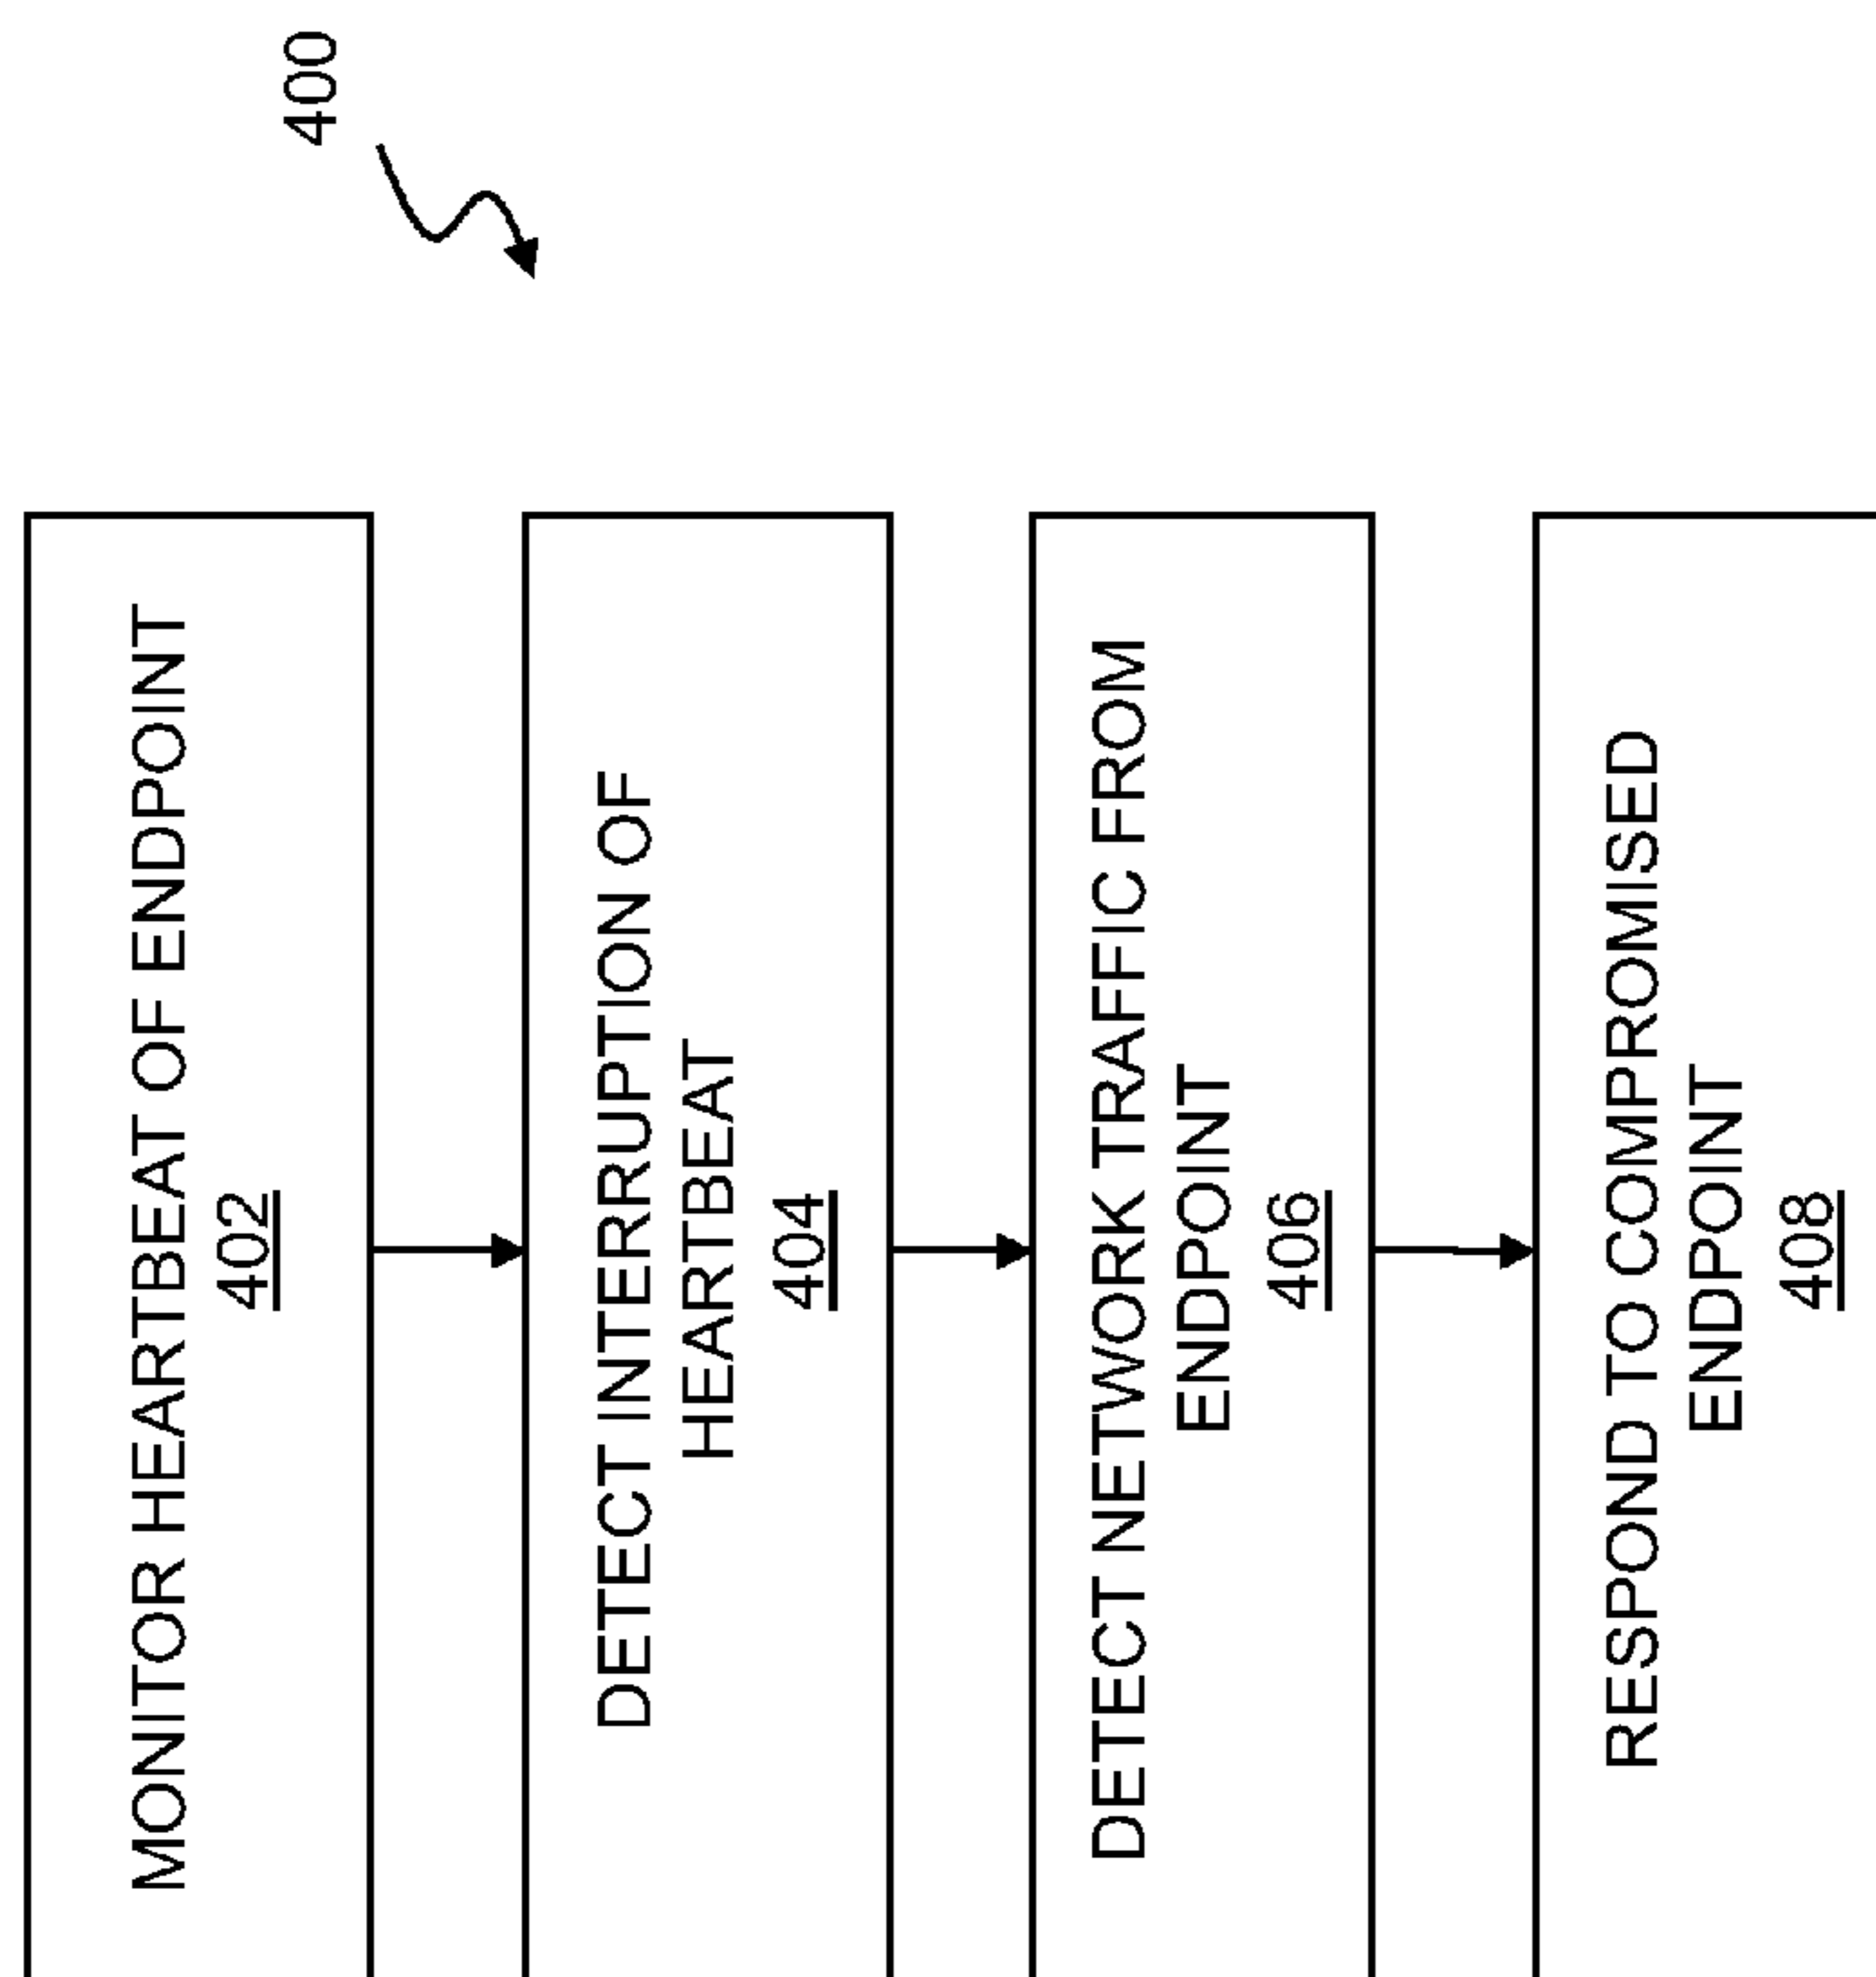 400
MONITOR HEARTBEAT OF ENDPOINT
402
DETECT INTERRUPTION OF
HEARTBEAT
404
DETECT NETWORK TRAFFIC FROM
ENDPOINT
406
RESPOND TO COMPROMISED
ENDPOINT
408